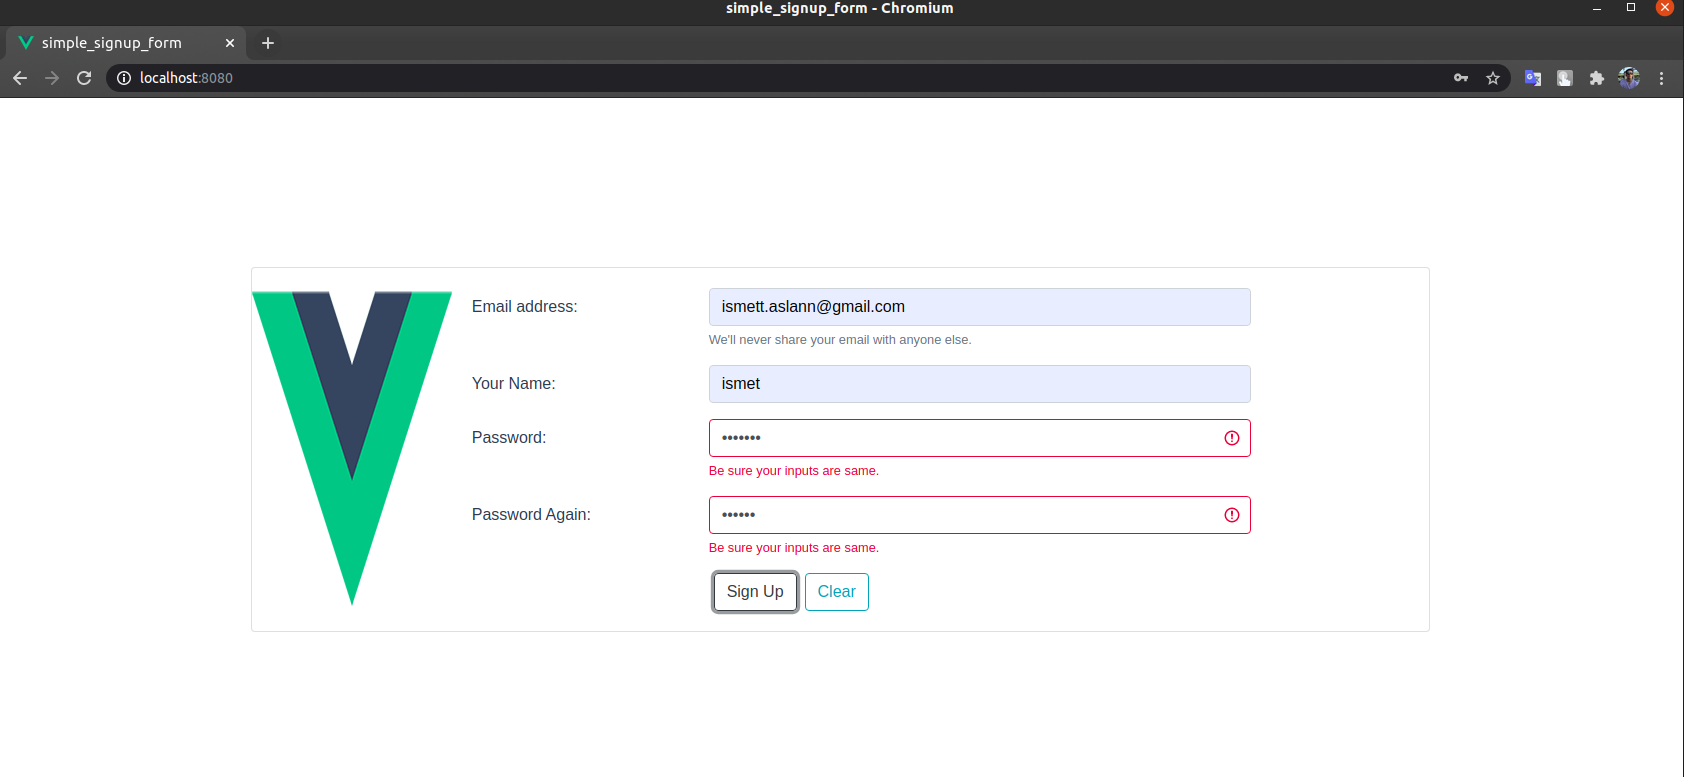 simple_signup_form - Chromium
simple_signup_form
localhost:8080
Email address:
ismett.aslann@gmail.com
We'll never share your email with anyone else.
Your Name:
ismet
Password:
•••••••
Be sure your inputs are same.
Password Again:
••••••
Be sure your inputs are same.
Sign Up
Clear